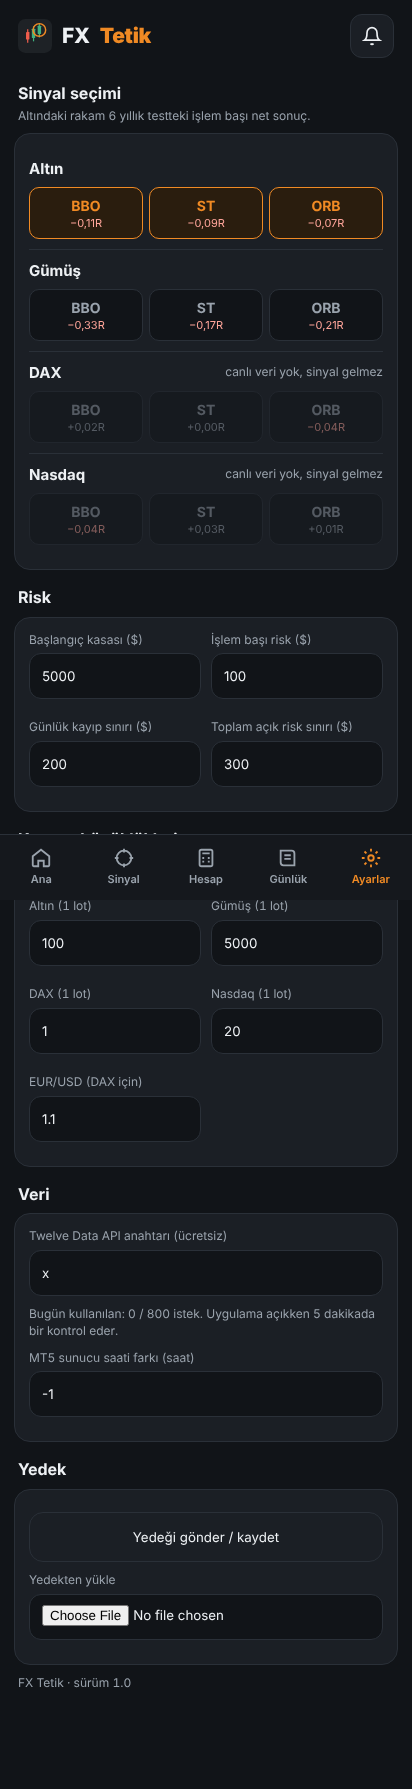 FX Tetik
Sinyal seçimi
Altındaki rakam 6 yıllık testteki işlem başı net sonuç.
Altın
BBO ST ORB
−0,11R −0,09R −0,07R
Gümüş
BBO ST ORB
−0,33R −0,17R −0,21R
DAX canlı veri yok, sinyal gelmez
BBO ST ORB
+0,02R +0,00R −0,04R
Nasdaq canlı veri yok, sinyal gelmez
BBO ST ORB
−0,04R +0,03R +0,01R
Risk
Başlangıç kasası ($) İşlem başı risk ($)
5000 100
Günlük kayıp sınırı ($) Toplam açık risk sınırı ($)
200 300
Ana Sinyal Hesap Günlük Ayarlar
Altın (1 lot) Gümüş (1 lot)
100 5000
DAX (1 lot) Nasdaq (1 lot)
1 20
EUR/USD (DAX için)
1.1
Veri
Twelve Data API anahtarı (ücretsiz)
x
Bugün kullanılan: 0 / 800 istek. Uygulama açıkken 5 dakikada
bir kontrol eder.
MT5 sunucu saati farkı (saat)
-1
Yedek
Yedeği gönder / kaydet
Yedekten yükle
Choose File No file chosen
FX Tetik · sürüm 1.0